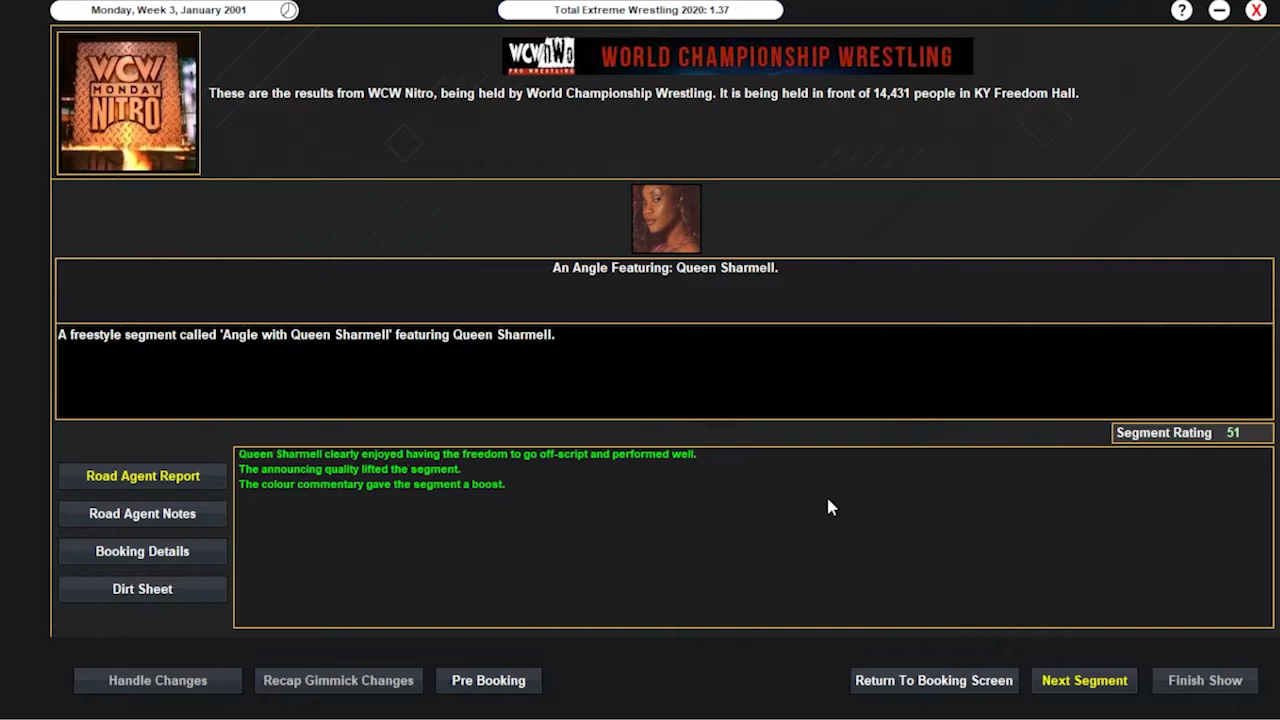 Monday, Week 3, January 2001
Total Extreme Wrestling 2020: 1.37
?
X
WCW
MONDAY
NITRO
WCW nWo
PRO WRESTLING
WORLD CHAMPIONSHIP WRESTLING
These are the results from WCW Nitro, being held by World Championship Wrestling. It is being held in front of 14,431 people in KY Freedom Hall.
An Angle Featuring: Queen Sharmell.
A freestyle segment called 'Angle with Queen Sharmell' featuring Queen Sharmell.
Segment Rating 51
Road Agent Report
Road Agent Notes
Booking Details
Dirt Sheet
Queen Sharmell clearly enjoyed having the freedom to go off-script and performed well.
The announcing quality lifted the segment.
The colour commentary gave the segment a boost.
Handle Changes
Recap Gimmick Changes
Pre Booking
Return To Booking Screen
Next Segment
Finish Show